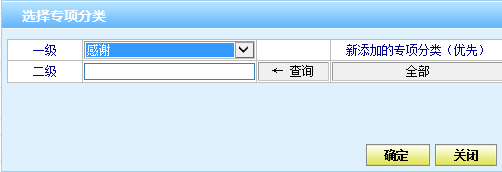 选择专项分类
一级 感谢 新添加的专项分类（优先）
二级 ← 查询 全部
确定 关闭